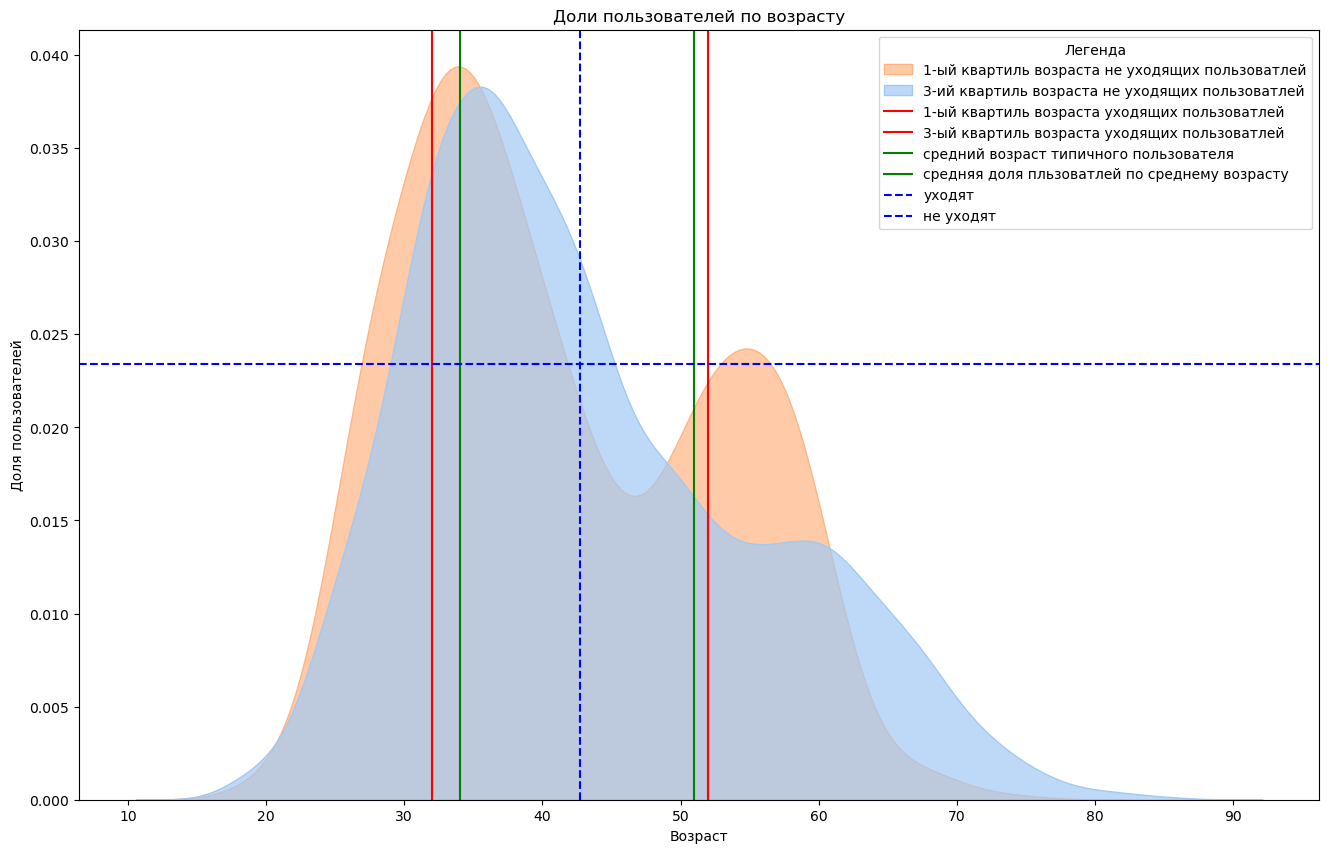 Доли пользователей по возрасту
Легенда
1-ый квартиль возраста не уходящих пользоватлей
3-ий квартиль возраста не уходящих пользоватлей
1-ый квартиль возраста уходящих пользоватлей
3-ый квартиль возраста уходящих пользоватлей
средний возраст типичного пользователя
средняя доля пльзоватлей по среднему возрасту
уходят
не уходят
Доля пользователей
0.040
0.035
0.030
0.025
0.020
0.015
0.010
0.005
0.000
10 20 30 40 50 60 70 80 90
Возраст